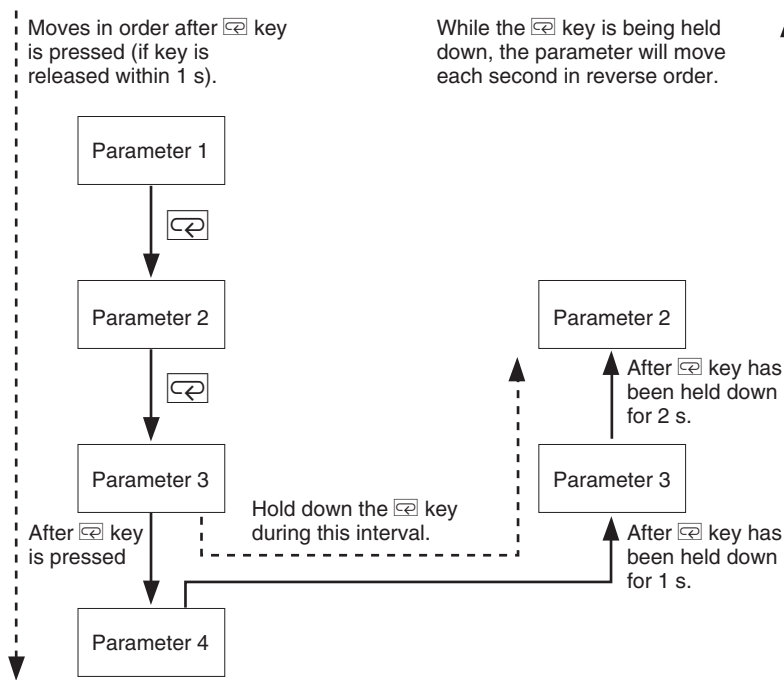 Moves in order after key
is pressed (if key is
released within 1 s).
While the key is being held
down, the parameter will move
each second in reverse order.
Parameter 1
Parameter 2
Parameter 3
After key
is pressed
Parameter 4
Hold down the key
during this interval.
Parameter 2
After key has
been held down
for 2 s.
Parameter 3
After key has
been held down
for 1 s.